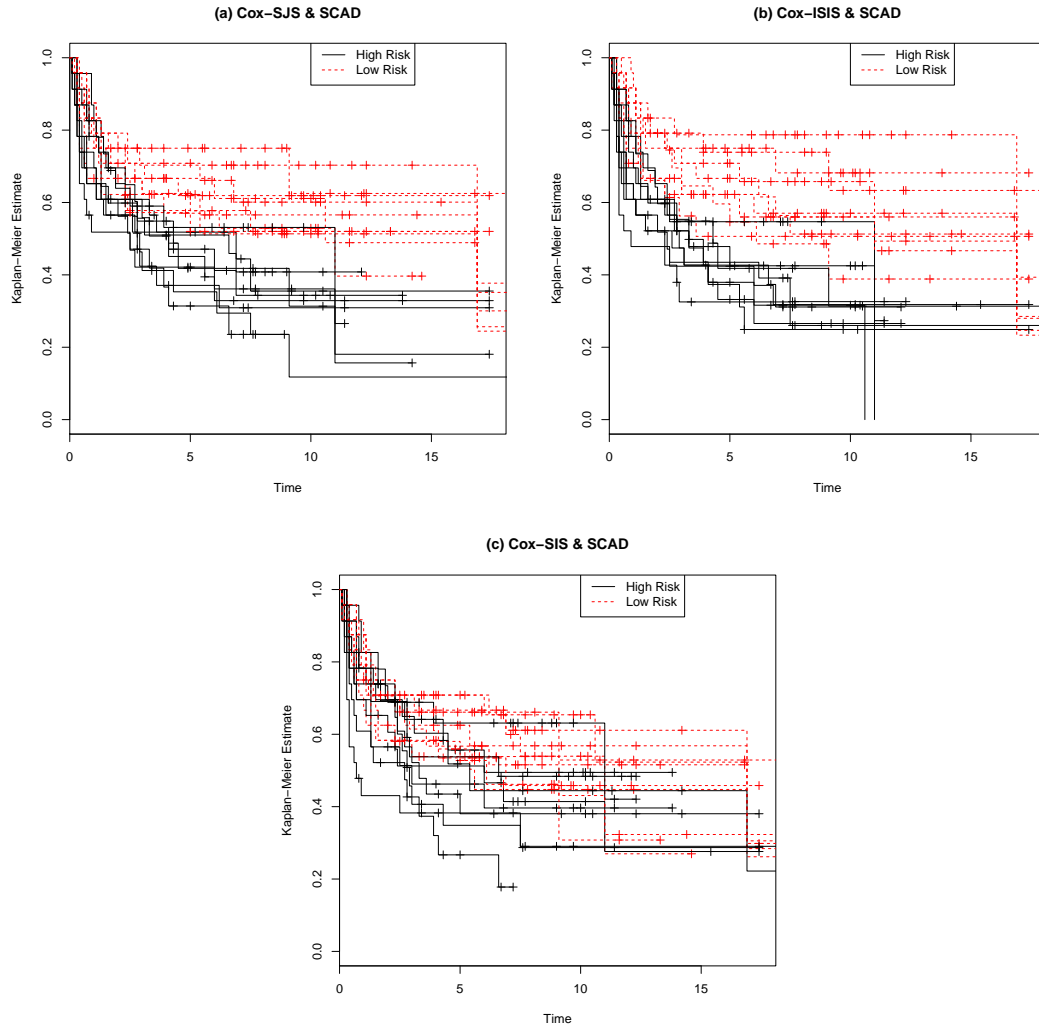 (a) Cox−SJS & SCAD
High Risk
Low Risk
Kaplan−Meier Estimate
0.0
0.2
0.4
0.6
0.8
1.0
0
5
10
15
Time
(b) Cox−ISIS & SCAD
High Risk
Low Risk
Kaplan−Meier Estimate
0.0
0.2
0.4
0.6
0.8
1.0
0
5
10
15
Time
(c) Cox−SIS & SCAD
High Risk
Low Risk
Kaplan−Meier Estimate
0.0
0.2
0.4
0.6
0.8
1.0
0
5
10
15
Time